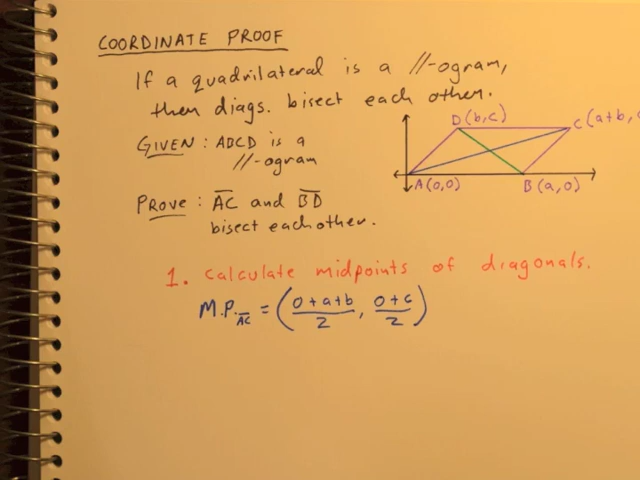 COORDINATE PROOF
If a quadrilateral is a //-ogram,
then diags. bisect each other.
GIVEN: ABCD is a
//-ogram
PROVE: AC and BD
bisect each other.
D(b,c)
C(a+b,
A(0,0)
B(a,0)
1. Calculate midpoints of diagonals.
M.P.AC = (0+a+b/2, 0+c/2)